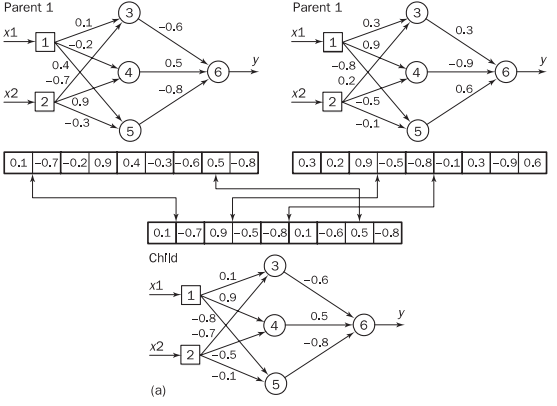 Parent 1 Parent 1
3 3
0.1 -0.6 0.3 0.3
x1 1 -0.2 x1 1 0.9
0.4 4 0.5 6 y -0.8 4 -0.9 6 y
-0.7 0.2
x2 2 0.9 -0.8 x2 2 -0.5 0.6
-0.3 -0.1
5 5
0.1 -0.7 -0.2 0.9 0.4 -0.3 -0.6 0.5 -0.8 0.3 0.2 0.9 -0.5 -0.8 -0.1 0.3 -0.9 0.6
0.1 -0.7 0.9 -0.5 -0.8 0.1 -0.6 0.5 -0.8
Child
3
0.1 -0.6
x1 1 0.9
-0.8 4 0.5 6 y
-0.7
x2 2 -0.5 -0.8
-0.1
5
(a)